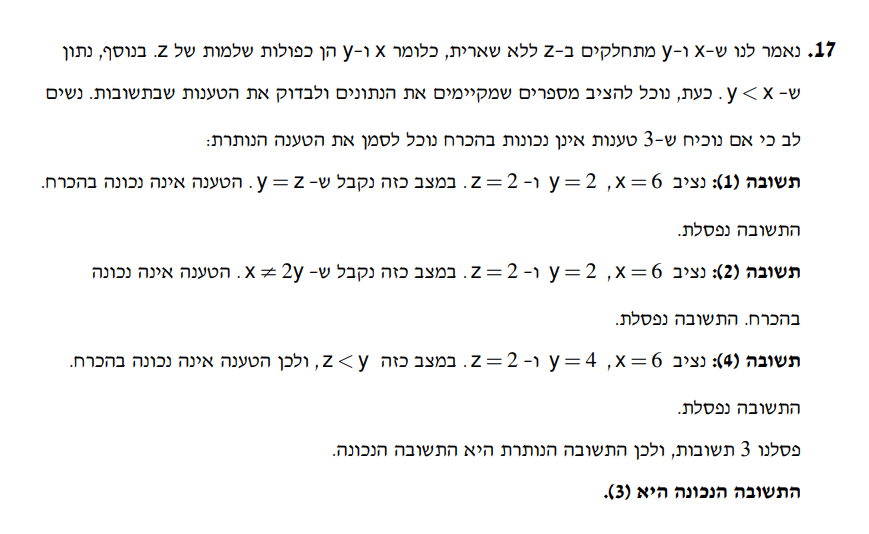 17. נאמר לנו ש-x ו-y מתחלקים ב-z ללא שארית, כלומר x ו-y הן כפולות שלמות של z. בנוסף, נתון
ש- y < x. כעת, נוכל להציב מספרים שמקיימים את הנתונים ולבדוק את הטענות שבתשובות. נשים
לב כי אם נוכיח ש-3 טענות אינן נכונות בהכרח נוכל לסמן את הטענה הנותרת:
תשובה (1): נציב x = 6, y = 2 ו- z = 2. במצב כזה נקבל ש- y = z. הטענה אינה נכונה בהכרח.
התשובה נפסלת.
תשובה (2): נציב x = 6, y = 2 ו- z = 2. במצב כזה נקבל ש- x ≠ 2y. הטענה אינה נכונה
בהכרח. התשובה נפסלת.
תשובה (4): נציב x = 6, y = 4 ו- z = 2. במצב כזה z < y, ולכן הטענה אינה נכונה בהכרח.
התשובה נפסלת.
פסלנו 3 תשובות, ולכן התשובה הנותרת היא התשובה הנכונה.
התשובה הנכונה היא (3).